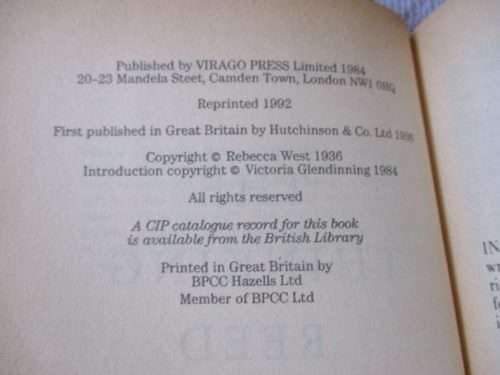 Published by VIRAGO PRESS Limited 1984
20–23 Mandela Steet, Camden Town, London NW1 0HQ
Reprinted 1992
First published in Great Britain by Hutchinson & Co. Ltd 1936
Copyright © Rebecca West 1936
Introduction copyright © Victoria Glendinning 1984
All rights reserved
A CIP catalogue record for this book
is available from the British Library
Printed in Great Britain by
BPCC Hazells Ltd
Member of BPCC Ltd